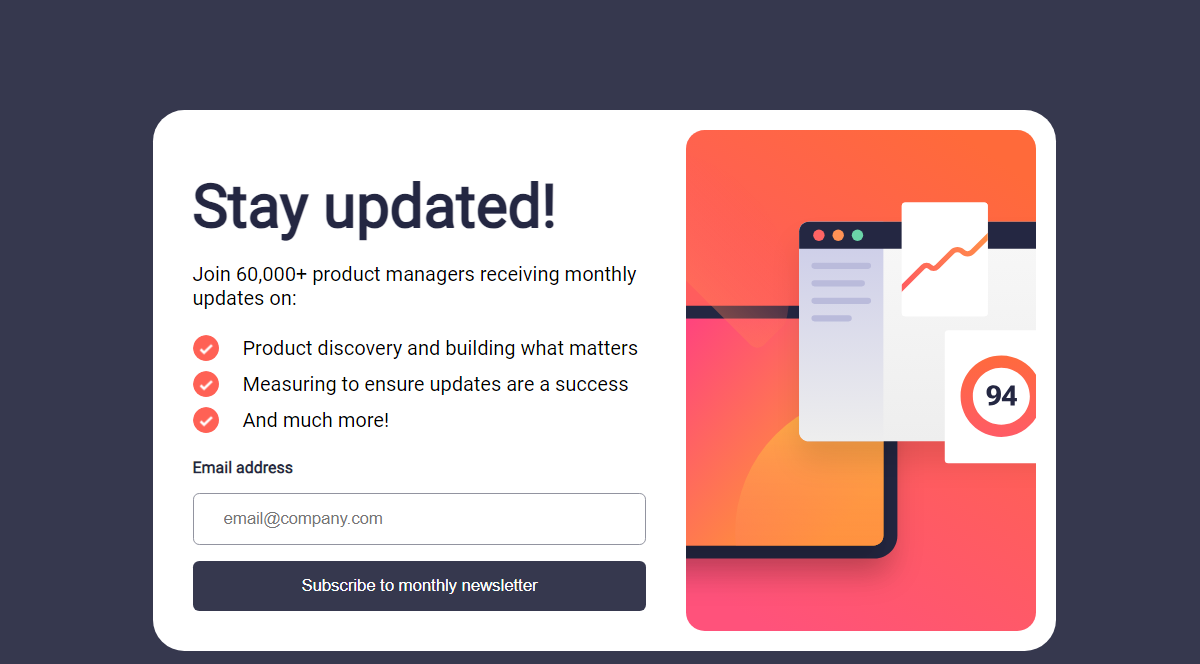 Stay updated!
Join 60,000+ product managers receiving monthly
updates on:
Product discovery and building what matters
Measuring to ensure updates are a success
And much more!
Email address
email@company.com
Subscribe to monthly newsletter
94